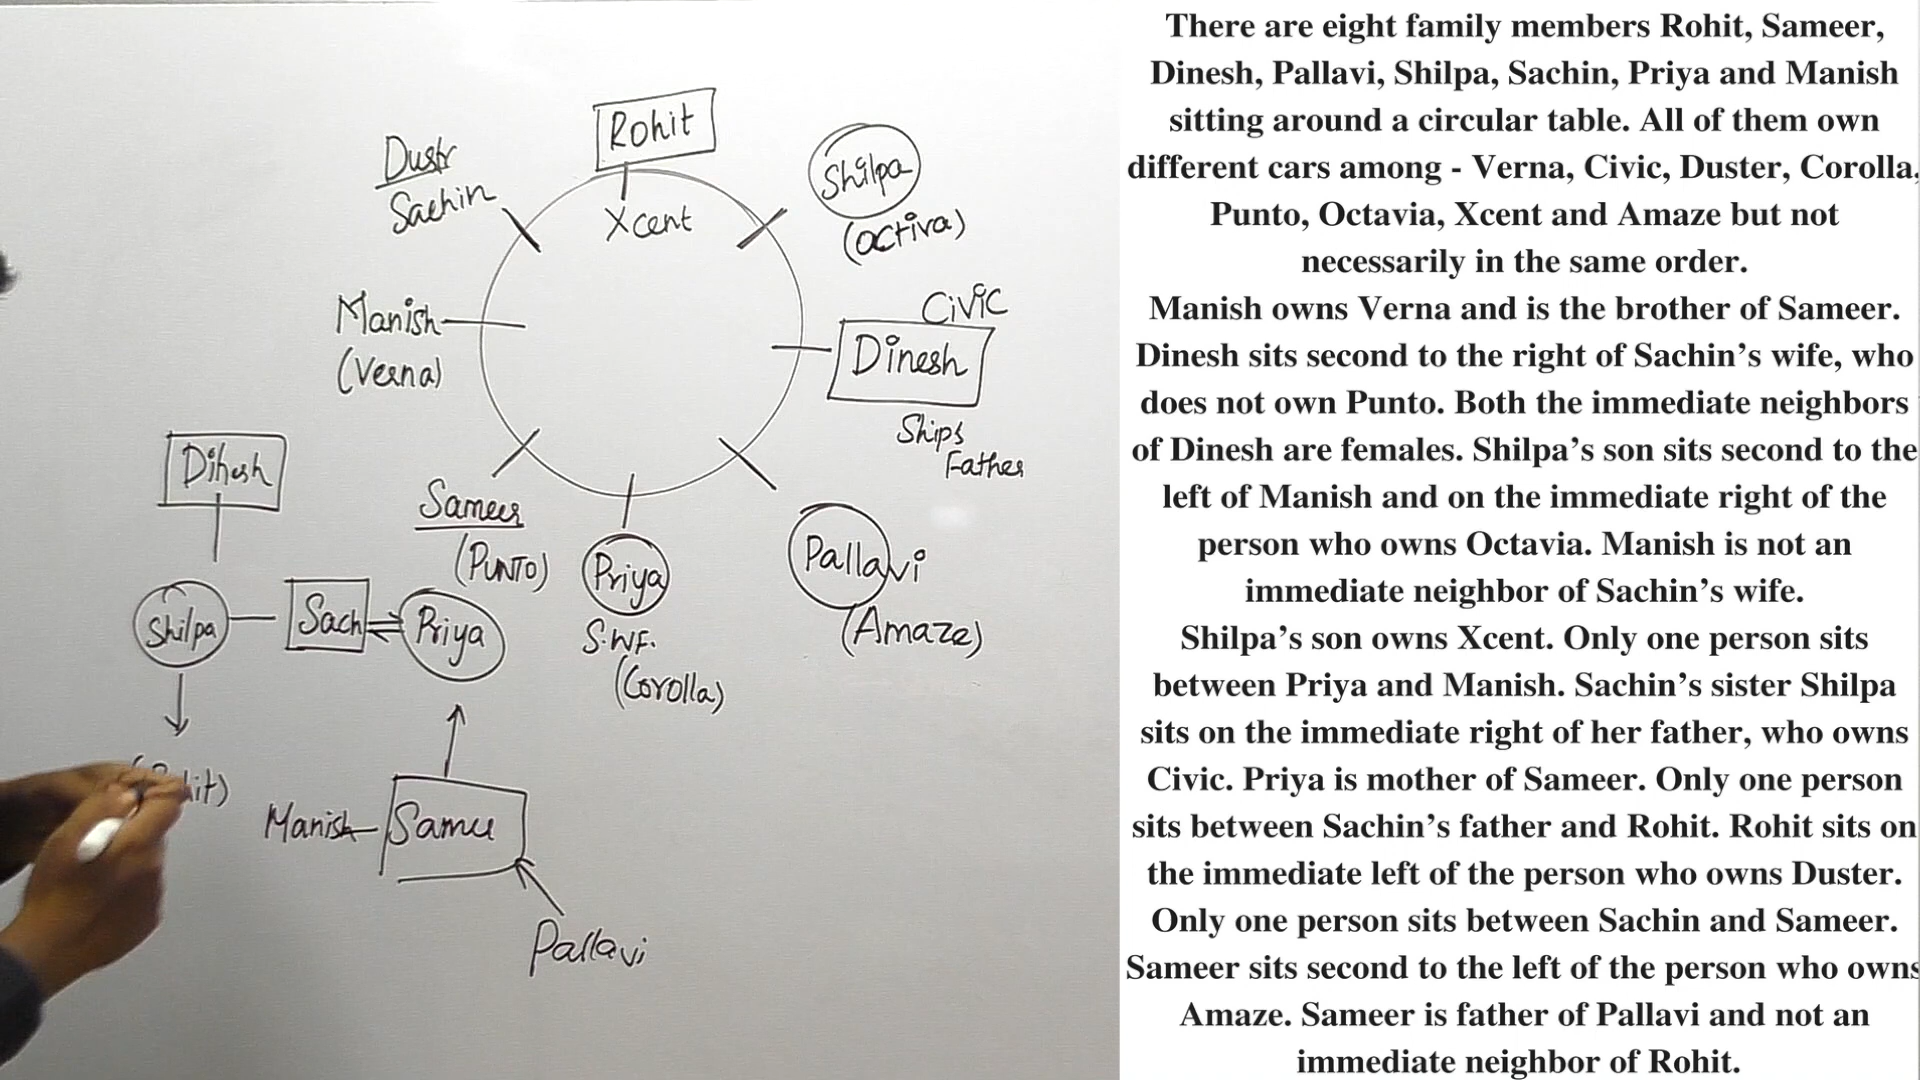 Rohit
Xcent
Shilpa
(activa)
Dustr
Sachin
Civic
Dinesh
Ships
Father
Manish
(Verna)
Sameer
(PUNTO)
Priya
S.WF.
(Corolla)
Pallavi
(Amaze)
Dinesh
Shilpa
Sach
Priya
Manish
Samee
Pallavi
There are eight family members Rohit, Sameer,
Dinesh, Pallavi, Shilpa, Sachin, Priya and Manish
sitting around a circular table. All of them own
different cars among - Verna, Civic, Duster, Corolla,
Punto, Octavia, Xcent and Amaze but not
necessarily in the same order.
Manish owns Verna and is the brother of Sameer.
Dinesh sits second to the right of Sachin’s wife, who
does not own Punto. Both the immediate neighbors
of Dinesh are females. Shilpa’s son sits second to the
left of Manish and on the immediate right of the
person who owns Octavia. Manish is not an
immediate neighbor of Sachin’s wife.
Shilpa’s son owns Xcent. Only one person sits
between Priya and Manish. Sachin’s sister Shilpa
sits on the immediate right of her father, who owns
Civic. Priya is mother of Sameer. Only one person
sits between Sachin’s father and Rohit. Rohit sits on
the immediate left of the person who owns Duster.
Only one person sits between Sachin and Sameer.
Sameer sits second to the left of the person who owns
Amaze. Sameer is father of Pallavi and not an
immediate neighbor of Rohit.